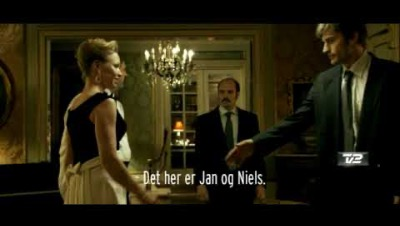 TV2
Det her er Jan og Niels.